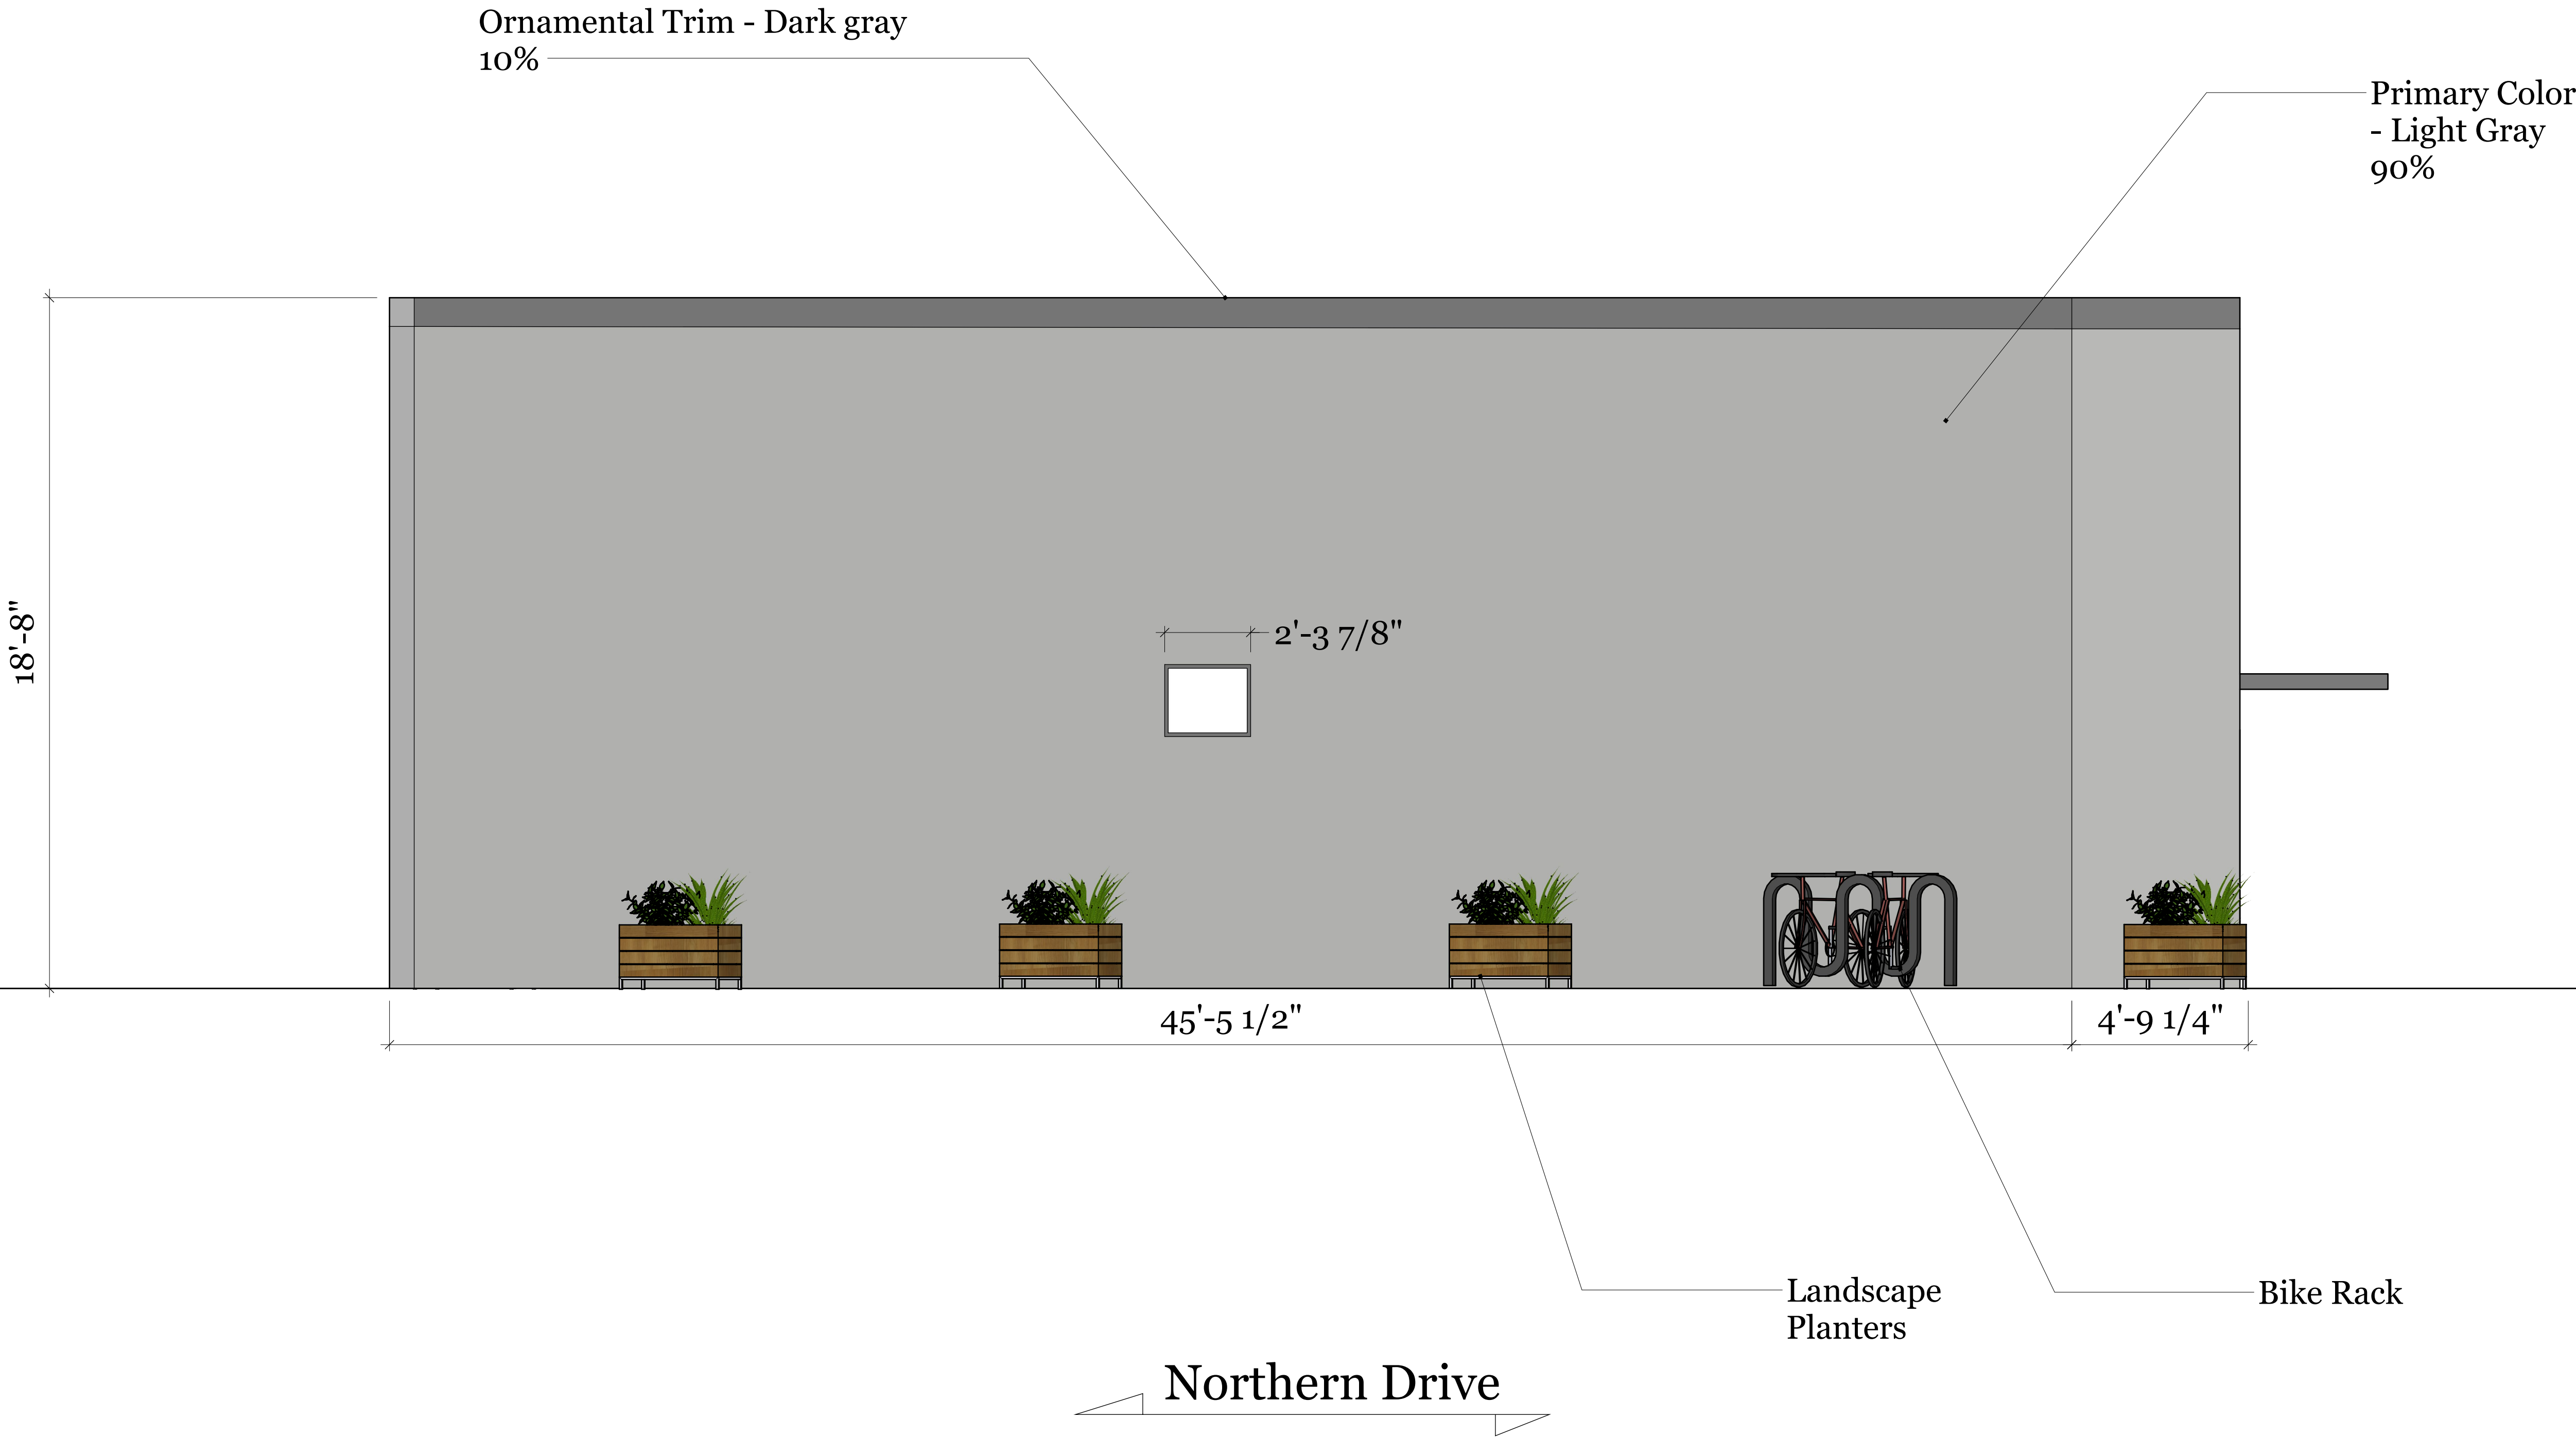 Ornamental Trim - Dark gray
10%
Primary Color
- Light Gray
90%
18'-8"
2'-3 7/8"
45'-5 1/2"
4'-9 1/4"
Landscape
Planters
Bike Rack
Northern Drive